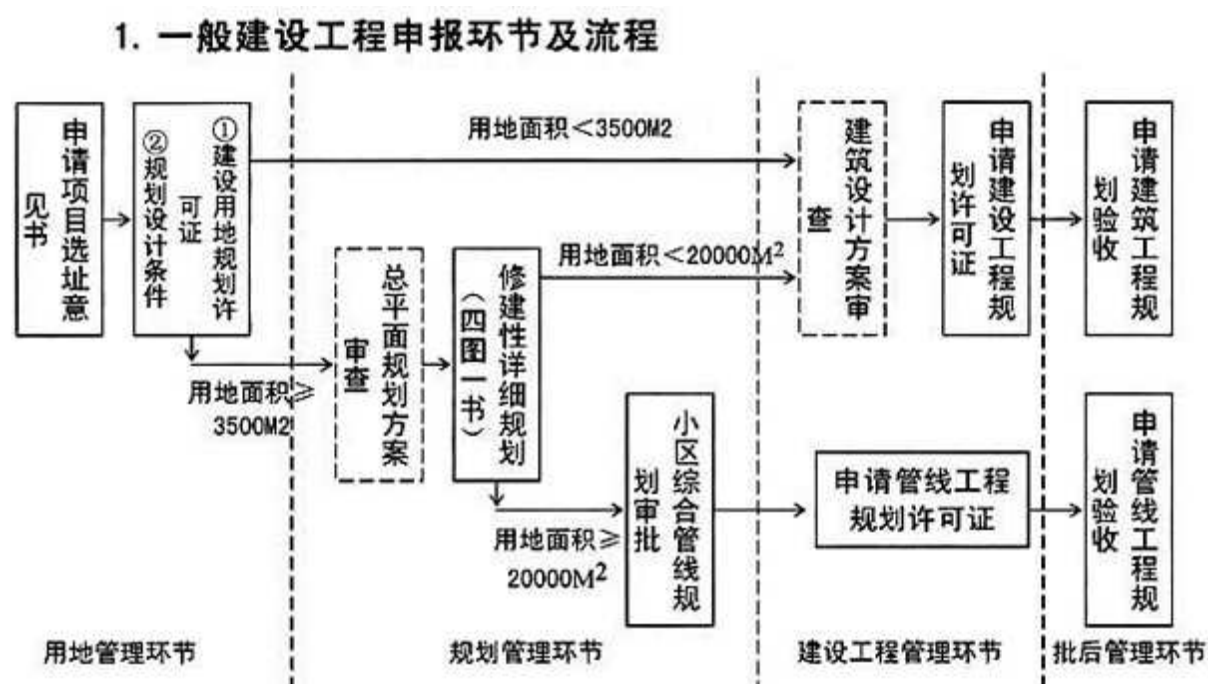 1. 一般建设工程申报环节及流程
申请项目选址意
见书
①建设用地规划许
可证
②规划设计条件
用地面积＜3500M2
用地面积≥
3500M2
总平面规划方案
审查
修建性详细规划
（四图一书）
用地面积＜20000M²
用地面积≥
20000M²
小区综合管线规
划审批
建筑设计方案审
查
申请建设工程规
划许可证
申请建筑工程规
划验收
申请管线工程
规划许可证
申请管线工程规
划验收
用地管理环节
规划管理环节
建设工程管理环节
批后管理环节